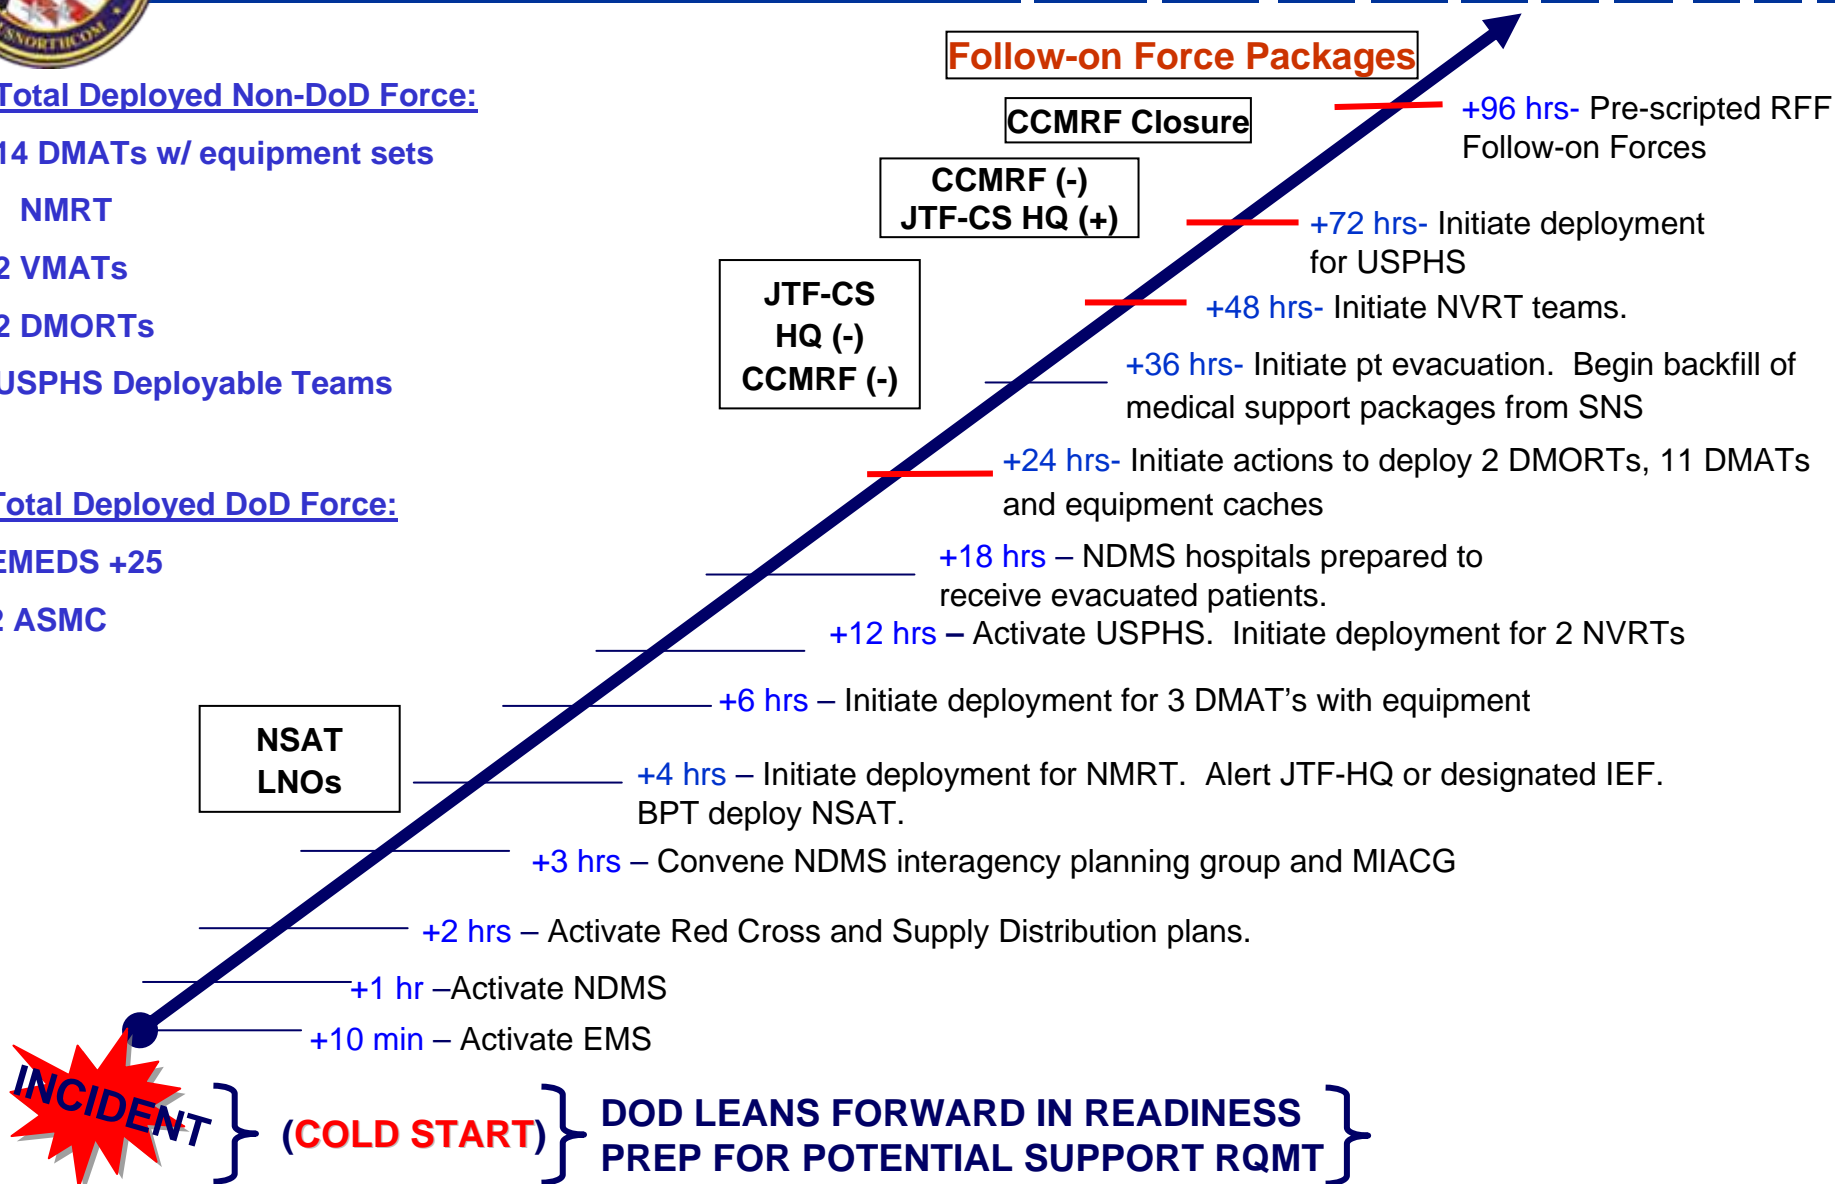 USNORTHCOM
Total Deployed Non-DoD Force:
14 DMATs w/ equipment sets
NMRT
2 VMATs
2 DMORTs
USPHS Deployable Teams
Total Deployed DoD Force:
EMEDS +25
2 ASMC
Follow-on Force Packages
CCMRF Closure
CCMRF (-)
JTF-CS HQ (+)
JTF-CS
HQ (-)
CCMRF (-)
NSAT
LNOs
+96 hrs- Pre-scripted RFF
Follow-on Forces
+72 hrs- Initiate deployment
for USPHS
+48 hrs- Initiate NVRT teams.
+36 hrs- Initiate pt evacuation.  Begin backfill of
medical support packages from SNS
+24 hrs- Initiate actions to deploy 2 DMORTs, 11 DMATs
and equipment caches
+18 hrs – NDMS hospitals prepared to
receive evacuated patients.
+12 hrs – Activate USPHS.  Initiate deployment for 2 NVRTs
+6 hrs – Initiate deployment for 3 DMAT's with equipment
+4 hrs – Initiate deployment for NMRT.  Alert JTF-HQ or designated IEF.
BPT deploy NSAT.
+3 hrs – Convene NDMS interagency planning group and MIACG
+2 hrs – Activate Red Cross and Supply Distribution plans.
+1 hr –Activate NDMS
+10 min – Activate EMS
INCIDENT
(COLD START)
DOD LEANS FORWARD IN READINESS
PREP FOR POTENTIAL SUPPORT RQMT